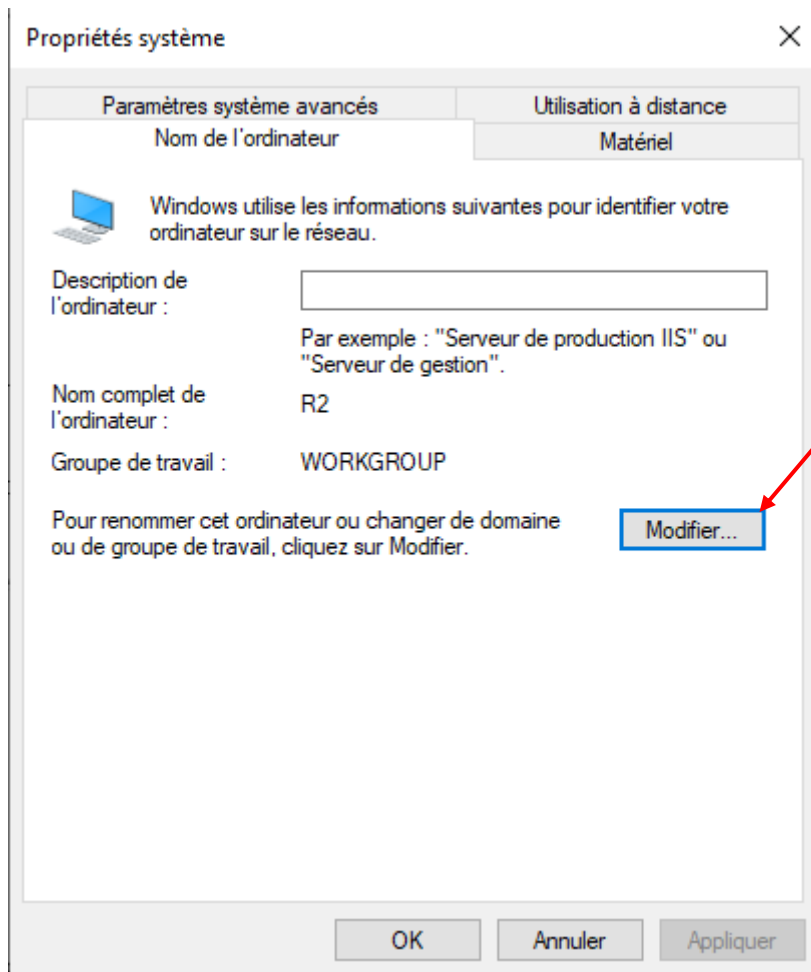 Propriétés système
Paramètres système avancés
Utilisation à distance
Nom de l'ordinateur
Matériel
Windows utilise les informations suivantes pour identifier votre
ordinateur sur le réseau.
Description de
l'ordinateur :
Par exemple : "Serveur de production IIS" ou
"Serveur de gestion".
Nom complet de
l'ordinateur :
R2
Groupe de travail :
WORKGROUP
Pour renommer cet ordinateur ou changer de domaine
ou de groupe de travail, cliquez sur Modifier.
Modifier...
OK
Annuler
Appliquer